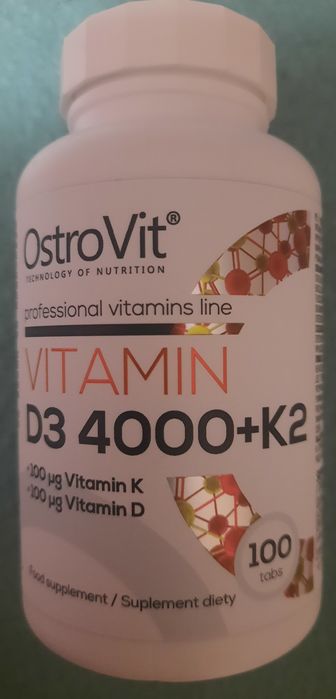 OstroVit®
TECHNOLOGY OF NUTRITION
professional vitamins line
VITAMIN
D3 4000+K2
100 µg Vitamin K
100 µg Vitamin D
100
tabs
Food supplement / Suplement diety